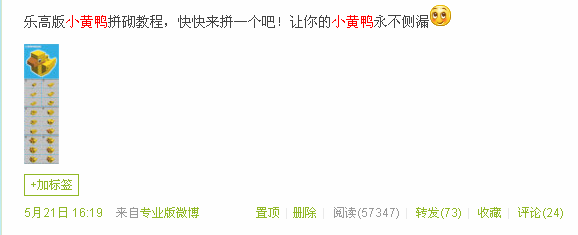 乐高版小黄鸭拼砌教程，快快来拼一个吧！让你的小黄鸭永不侧漏
+加标签
5月21日 16:19 来自专业版微博 置顶 | 删除 | 阅读(57347) | 转发(73) | 收藏 | 评论(24)